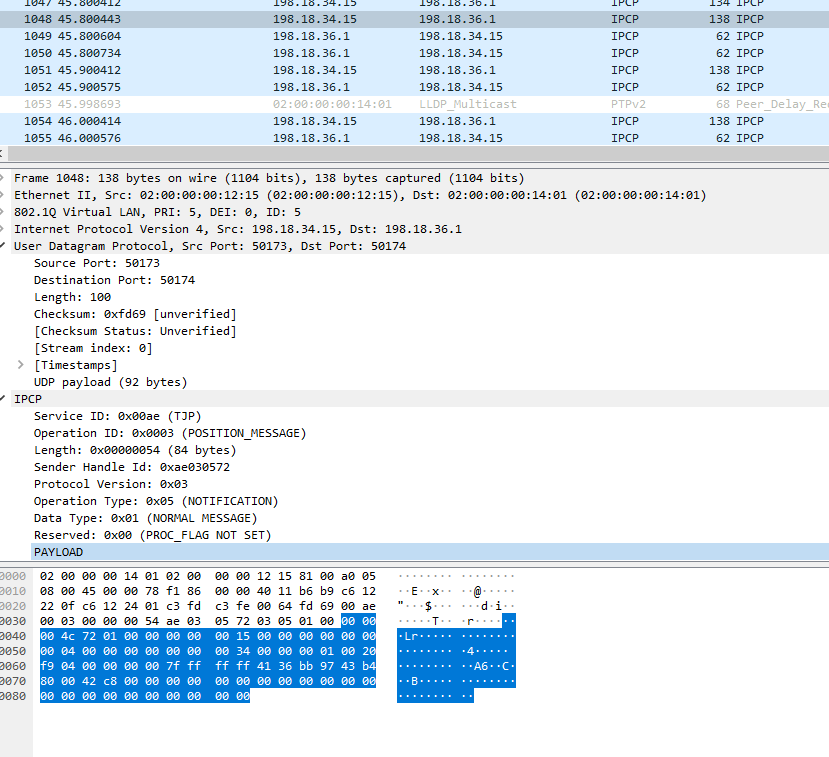 1047 45.800412 198.18.34.15 198.18.36.1 IPCP 134 IPCP
1048 45.800443 198.18.34.15 198.18.36.1 IPCP 138 IPCP
1049 45.800604 198.18.36.1 198.18.34.15 IPCP 62 IPCP
1050 45.800734 198.18.36.1 198.18.34.15 IPCP 62 IPCP
1051 45.900412 198.18.34.15 198.18.36.1 IPCP 138 IPCP
1052 45.900575 198.18.36.1 198.18.34.15 IPCP 62 IPCP
1053 45.998693 02:00:00:00:14:01 LLDP_Multicast PTPv2 68 Peer_Delay_Re
1054 46.000414 198.18.34.15 198.18.36.1 IPCP 138 IPCP
1055 46.000576 198.18.36.1 198.18.34.15 IPCP 62 IPCP
Frame 1048: 138 bytes on wire (1104 bits), 138 bytes captured (1104 bits)
Ethernet II, Src: 02:00:00:00:12:15 (02:00:00:00:12:15), Dst: 02:00:00:00:14:01 (02:00:00:00:14:01)
802.1Q Virtual LAN, PRI: 5, DEI: 0, ID: 5
Internet Protocol Version 4, Src: 198.18.34.15, Dst: 198.18.36.1
User Datagram Protocol, Src Port: 50173, Dst Port: 50174
Source Port: 50173
Destination Port: 50174
Length: 100
Checksum: 0xfd69 [unverified]
[Checksum Status: Unverified]
[Stream index: 0]
[Timestamps]
UDP payload (92 bytes)
IPCP
Service ID: 0x00ae (TJP)
Operation ID: 0x0003 (POSITION_MESSAGE)
Length: 0x00000054 (84 bytes)
Sender Handle Id: 0xae030572
Protocol Version: 0x03
Operation Type: 0x05 (NOTIFICATION)
Data Type: 0x01 (NORMAL MESSAGE)
Reserved: 0x00 (PROC_FLAG NOT SET)
PAYLOAD
0000 02 00 00 00 14 01 02 00 00 00 12 15 81 00 a0 05 ········ ········
0010 08 00 45 00 00 78 f1 86 00 00 40 11 b6 b9 c6 12 ··E··x·· ··@·····
0020 22 0f c6 12 24 01 c3 fd c3 fe 00 64 fd 69 00 ae "···$··· ···d·i··
0030 00 03 00 00 00 54 ae 03 05 72 03 05 01 00 00 00 ·····T·· ·r······
0040 00 4c 72 01 00 00 00 00 00 15 00 00 00 00 00 00 ·Lr····· ········
0050 00 04 00 00 00 00 00 00 00 34 00 00 00 01 00 20 ········ ·4·····
0060 f9 04 00 00 00 00 7f ff ff ff 41 36 bb 97 43 b4 ········ ··A6··C·
0070 80 00 42 c8 00 00 00 00 00 00 00 00 00 00 00 00 ··B····· ········
0080 00 00 00 00 00 00 00 00 00 00 ········ ··